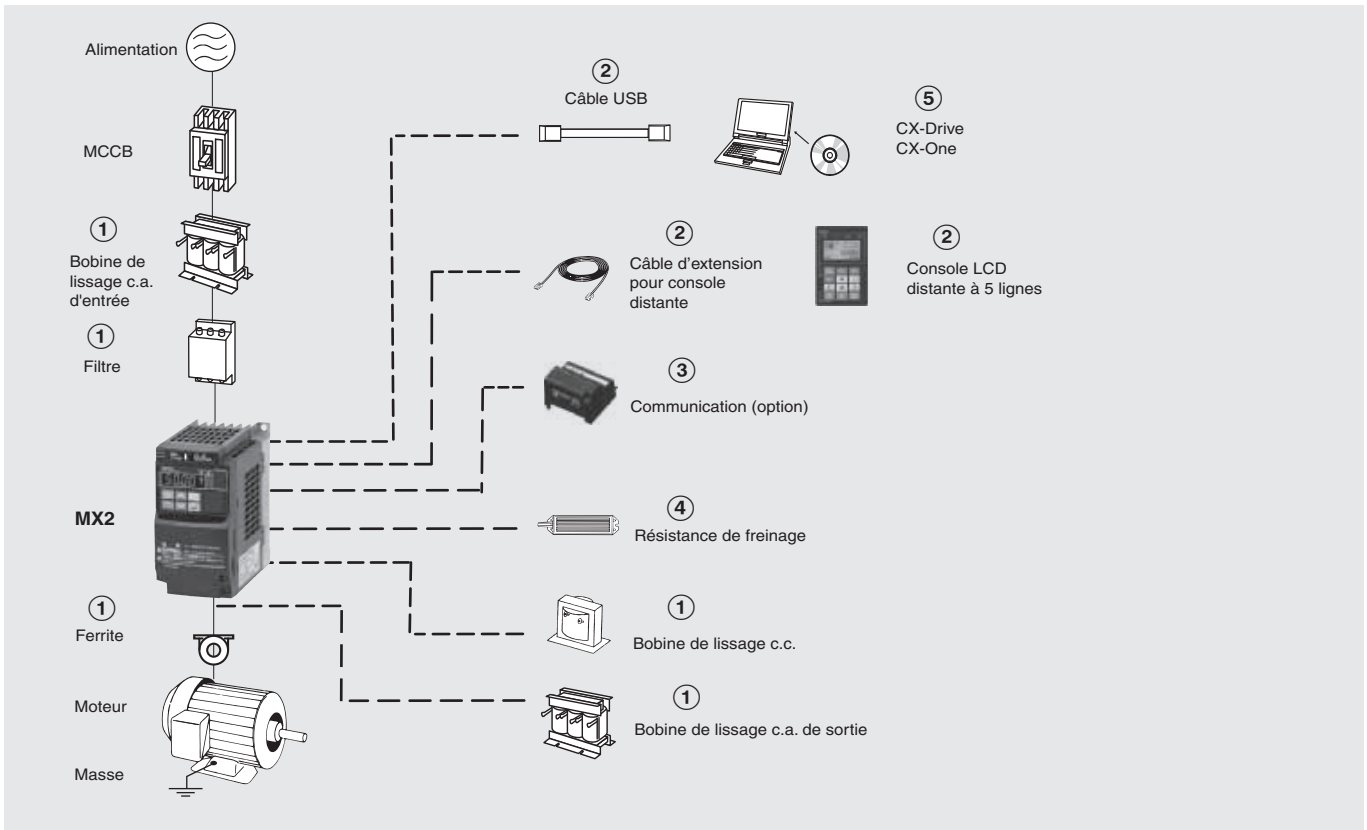 Alimentation
MCCB
1
Bobine de
lissage c.a.
d'entrée
1
Filtre
MX2
1
Ferrite
Moteur
Masse
2
Câble USB
5
CX-Drive
CX-One
2
Câble d'extension
pour console
distante
2
Console LCD
distante à 5 lignes
3
Communication (option)
4
Résistance de freinage
1
Bobine de lissage c.c.
1
Bobine de lissage c.a. de sortie